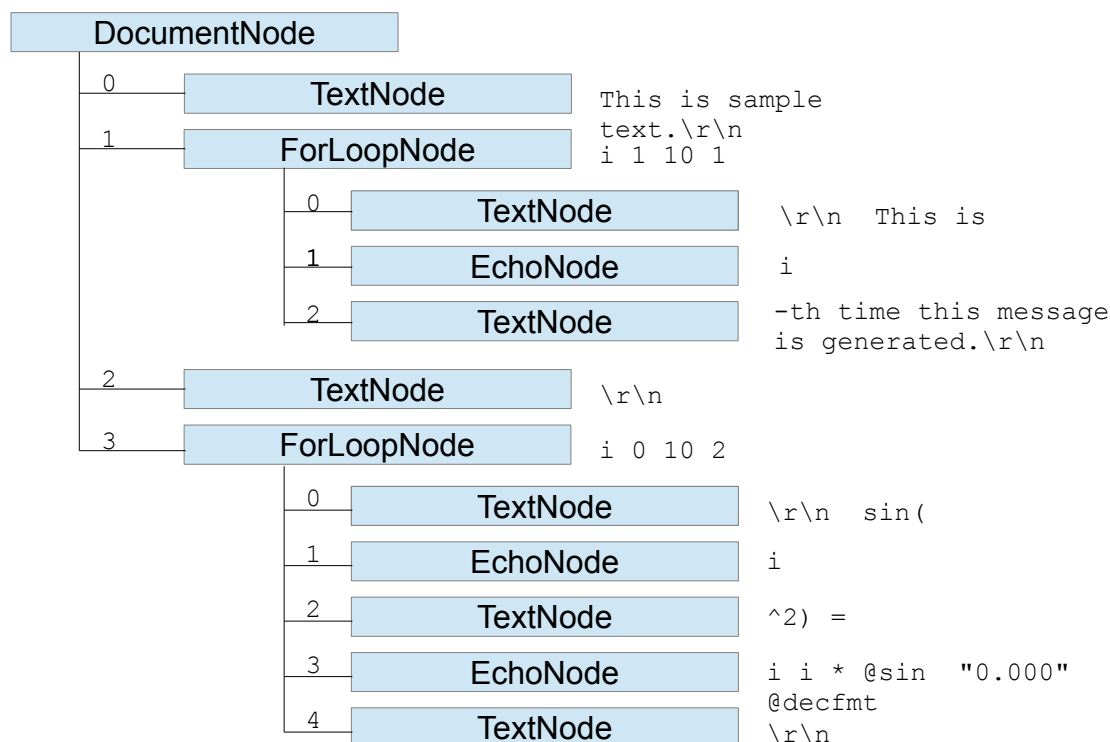 DocumentNode
0 TextNode This is sample
text.\r\n
1 ForLoopNode i 1 10 1
0 TextNode \r\n  This is
1 EchoNode i
2 TextNode -th time this message
is generated.\r\n
2 TextNode \r\n
3 ForLoopNode i 0 10 2
0 TextNode \r\n  sin(
1 EchoNode i
2 TextNode ^2) =
3 EchoNode i i * @sin  "0.000"
@decfmt
4 TextNode \r\n